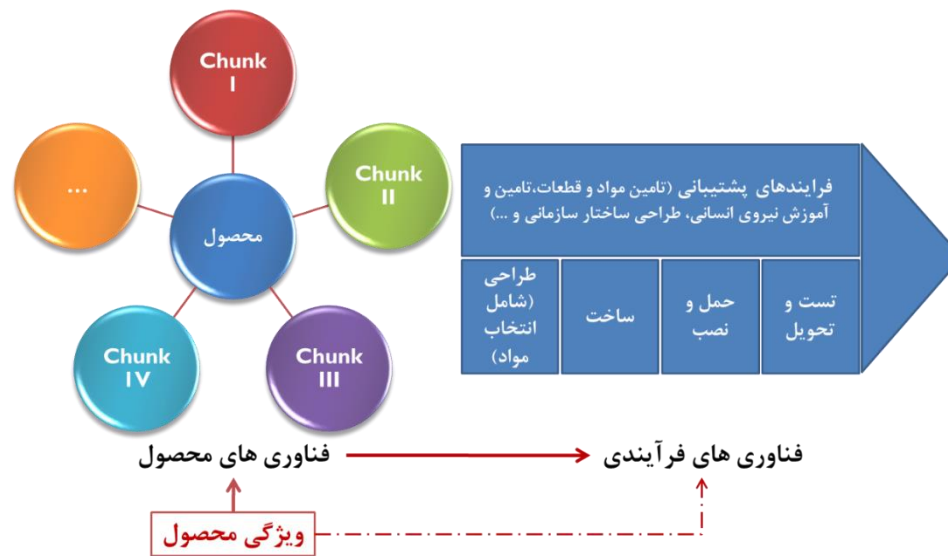 Chunk
I
Chunk
II
...
محصول
Chunk
IV
Chunk
III
فرایندهای پشتیبانی (تامین مواد و قطعات،تامین و
آموزش نیروی انسانی، طراحی ساختار سازمانی و ...)
طراحی
(شامل
انتخاب
مواد)
ساخت
حمل و
نصب
تست و
تحویل
فناوری های محصول
فناوری های فرآیندی
ویژگی محصول